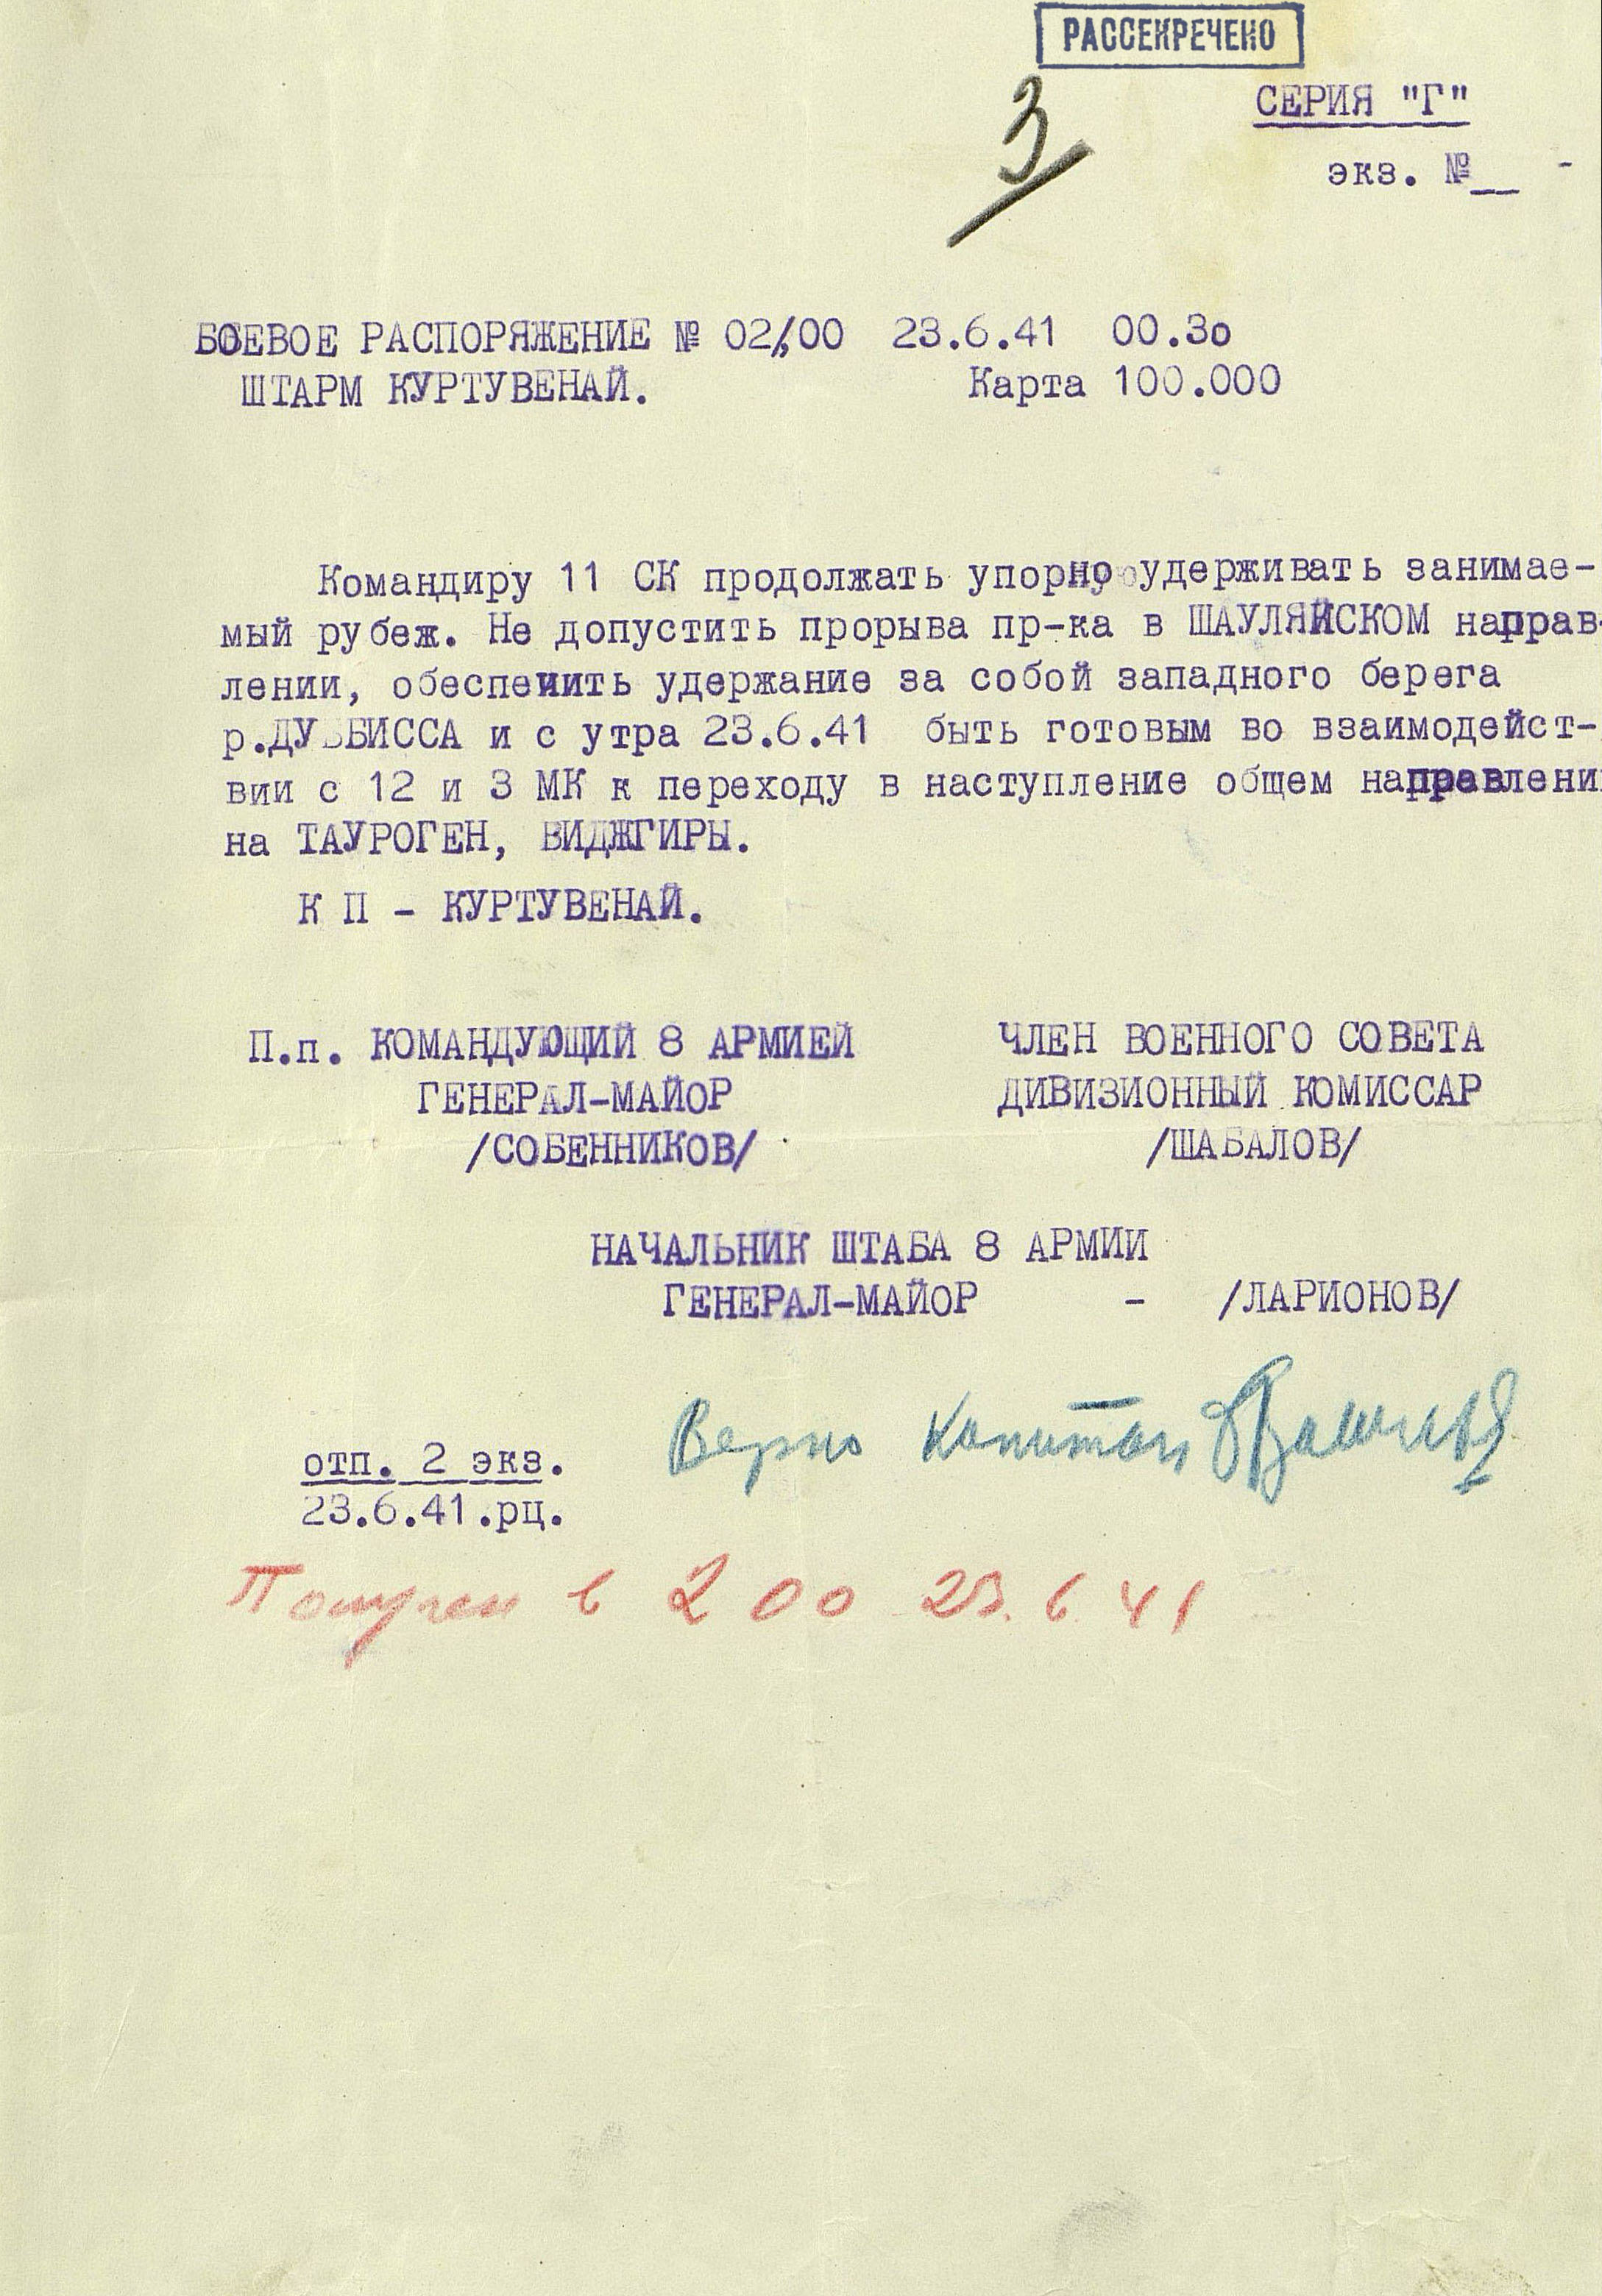 РАССЕКРЕЧЕНО
СЕРИЯ "Г"
3
экз. №__ -
БОЕВОЕ РАСПОРЯЖЕНИЕ № 02/,00 23.6.41 00.30
ШТАРМ КУРТУВЕНАЙ. Карта 100.000
Командиру 11 СК продолжать упорно удерживать занимае-
мый рубеж. Не допустить прорыва пр-ка в ШАУЛЯЙСКОМ направ-
лении, обеспечить удержание за собой западного берега
р.ДУББИССА и с утра 23.6.41 быть готовым во взаимодейст-
вии с 12 и 3 МК к переходу в наступление общем направлени
на ТАУРОГЕН, ВИДЖГИРЫ.
К П - КУРТУВЕНАЙ.
П.п. КОМАНДУЮЩИЙ 8 АРМИЕЙ ЧЛЕН ВОЕННОГО СОВЕТА
ГЕНЕРАЛ-МАЙОР ДИВИЗИОННЫЙ КОМИССАР
/СОБЕННИКОВ/ /ШАБАЛОВ/
НАЧАЛЬНИК ШТАБА 8 АРМИИ
ГЕНЕРАЛ-МАЙОР - /ЛАРИОНОВ/
Верно Капитан
отп. 2 экз.
23.6.41.рц.
Получен в 2 00 23.6 41